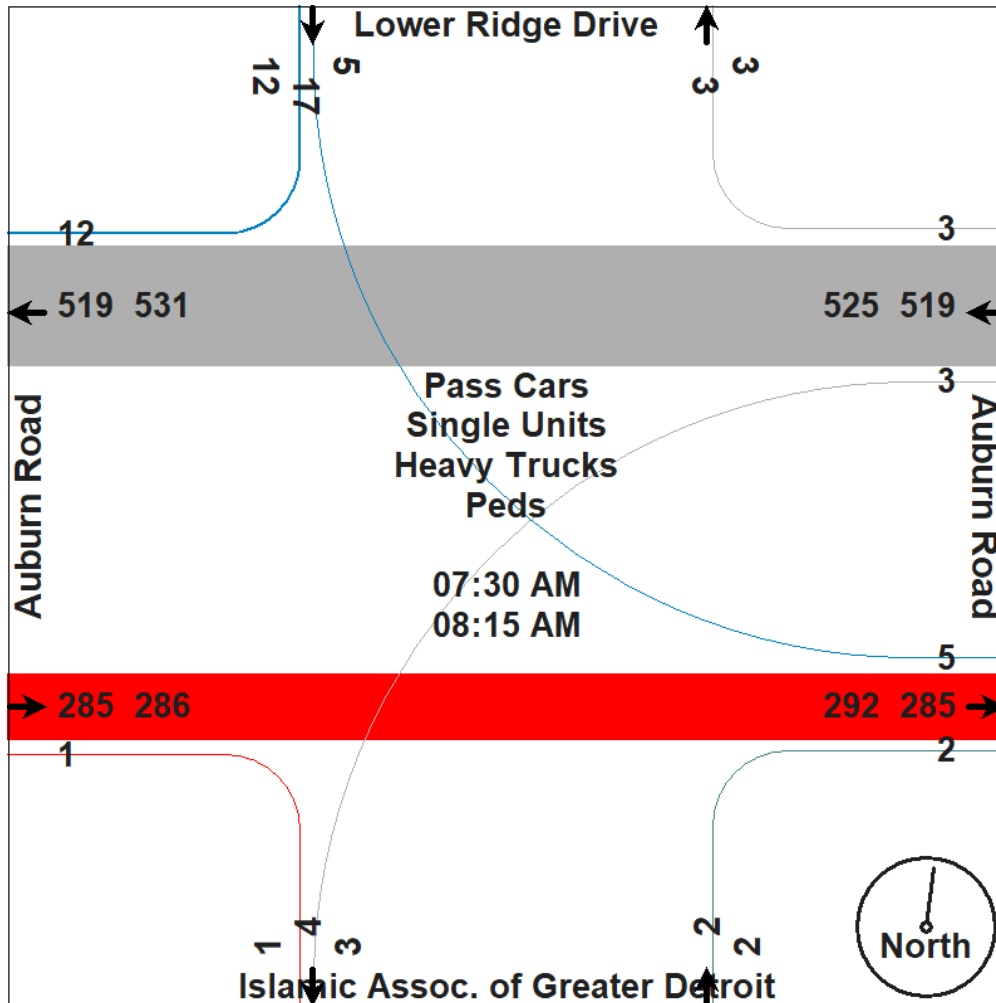 Lower Ridge Drive
12 17 5
3 3
12
3
519 531
525 519
3
Pass Cars
Single Units
Heavy Trucks
Peds
Auburn Road
Auburn Road
07:30 AM
08:15 AM
5
285 286
292 285
1
2
1 4 3
2 2
North
Islamic Assoc. of Greater Detroit